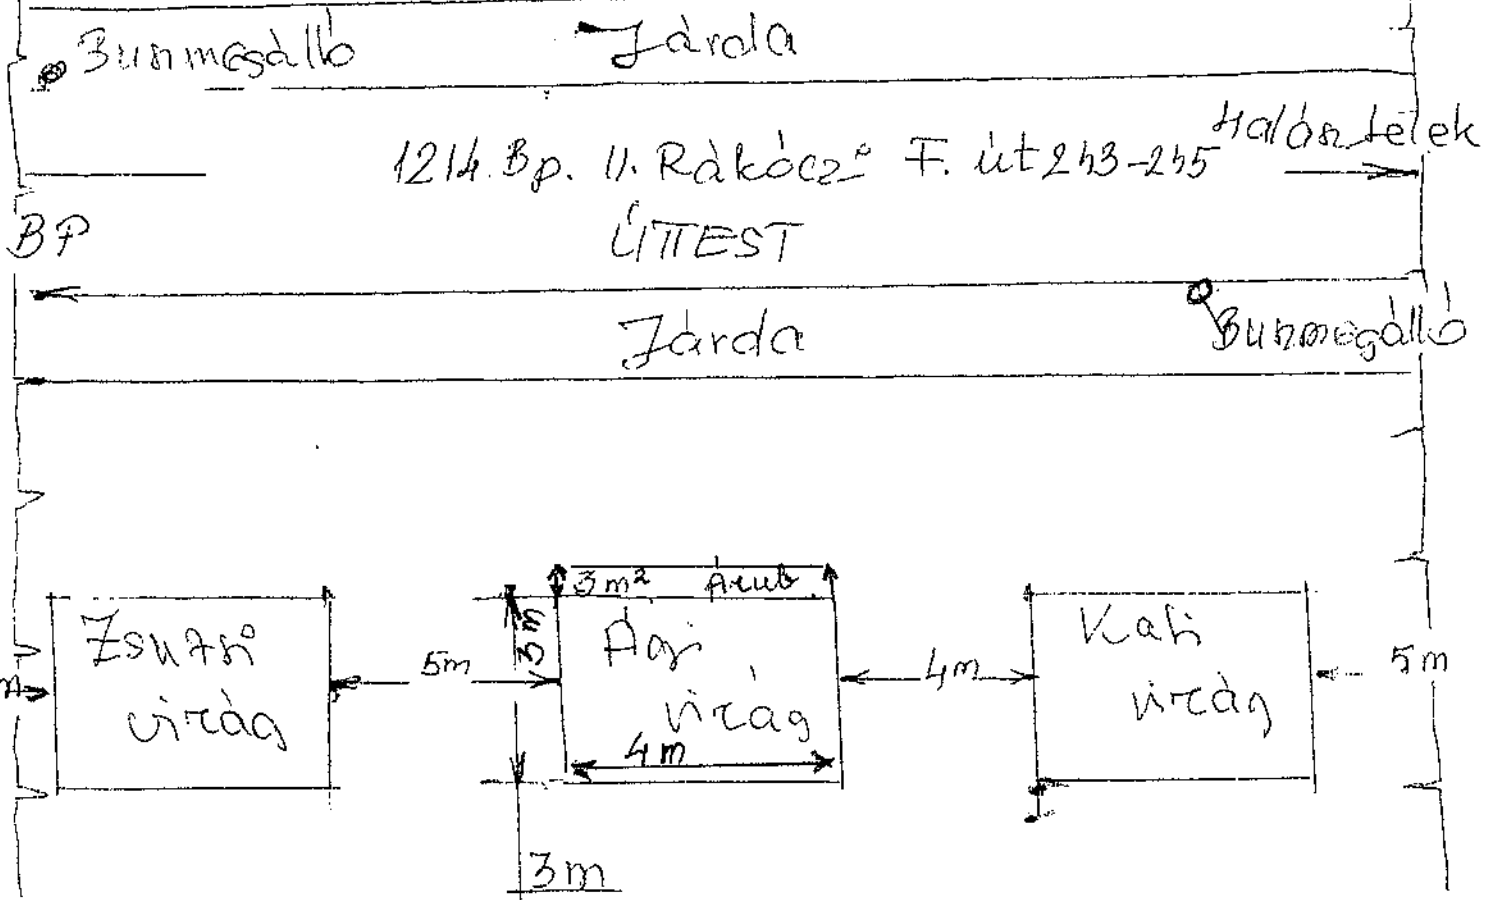 Buszmegálló
Járda
Halásztelek
1214. Bp. II. Rákóczi F. út 243-245
BP
ÚTTEST
Járda
Buszmegálló
3m² Árub.
Zsuzsi
virág
5m
3m
Ági
virág
4m
4m
Kati
virág
5m
3m